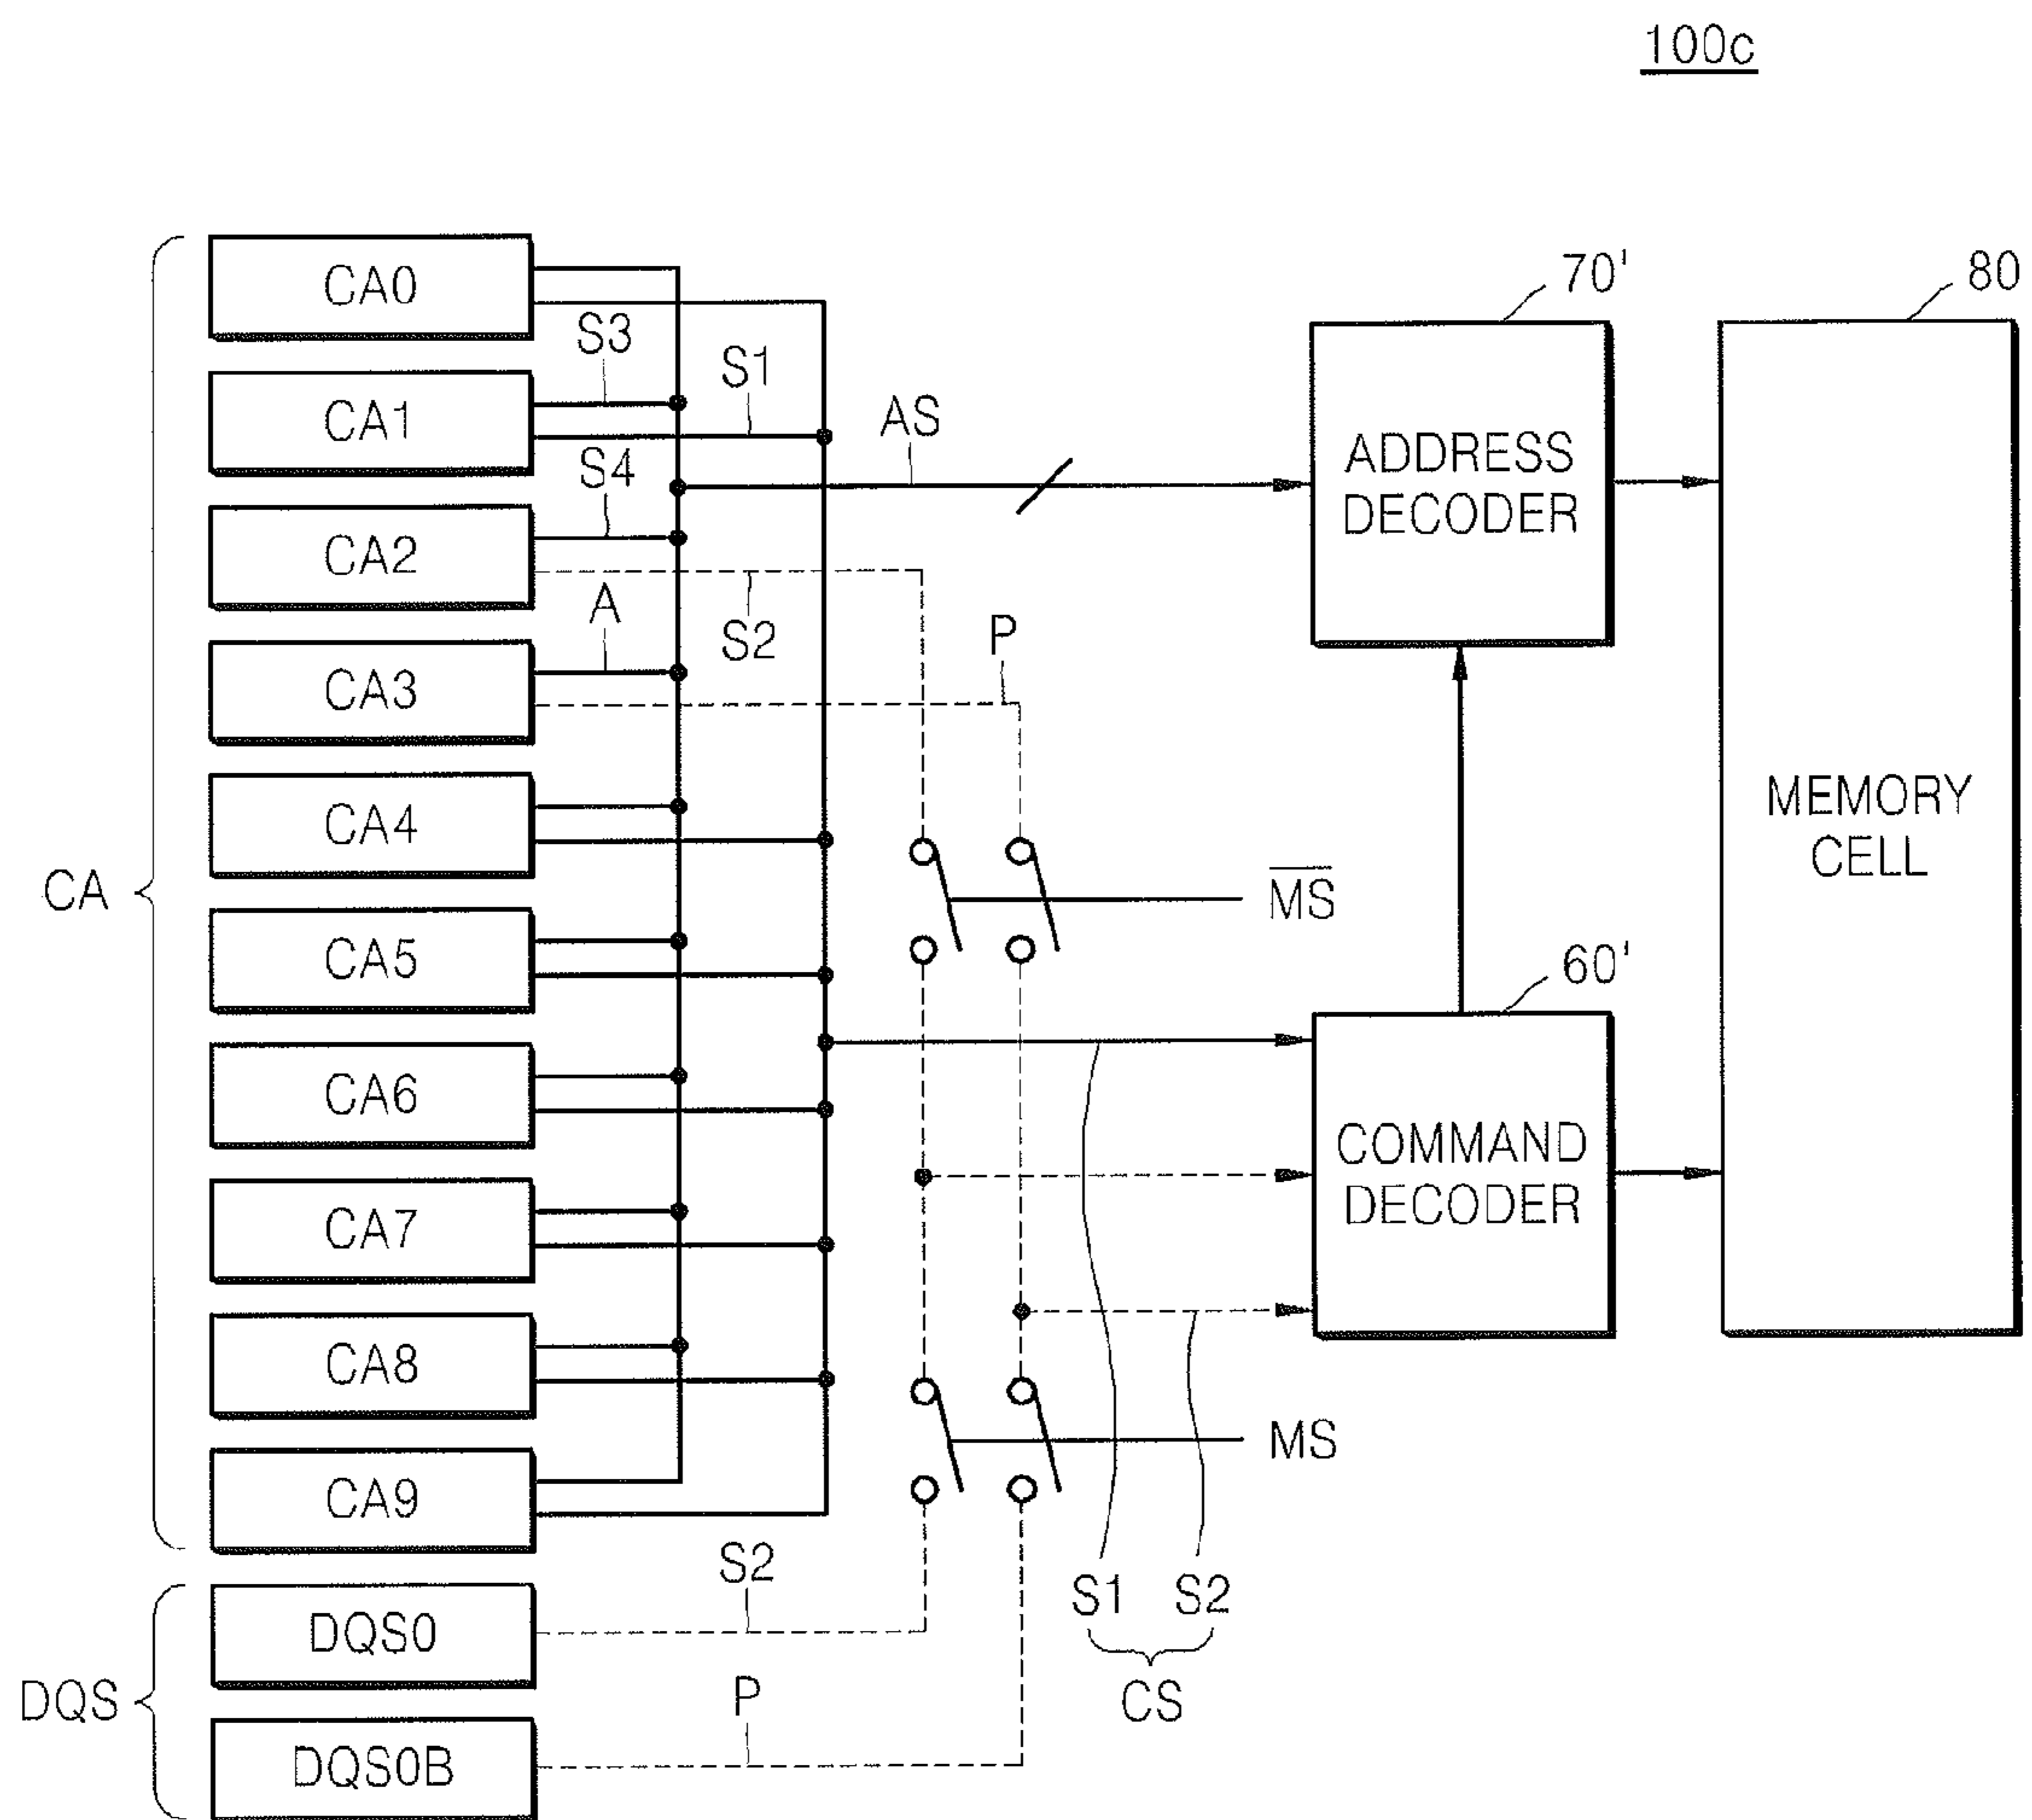 100c
70'
80
CA0
S3
S1
CA1
AS
S4
ADDRESS
DECODER
CA2
A
S2
P
CA3
CA4
MEMORY
CELL
CA
MS
CA5
60'
CA6
COMMAND
DECODER
CA7
CA8
MS
CA9
S2
S1
S2
DQS0
DQS
P
CS
DQS0B